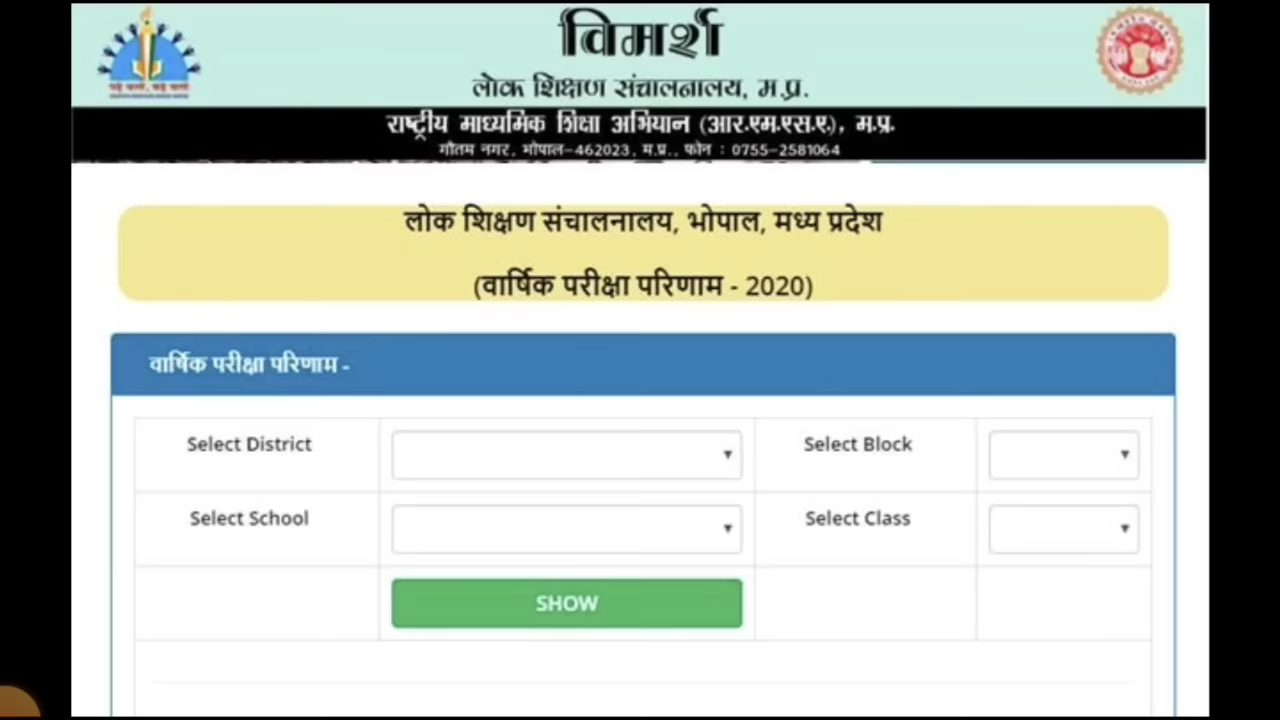 विमर्श
लोक शिक्षण संचालनालय, म.प्र.
राष्ट्रीय माध्यमिक शिक्षा अभियान (आर.एम.एस.ए.), म.प्र.
गौतम नगर, भोपाल-462023, म.प्र., फोन : 0755-2581064
लोक शिक्षण संचालनालय, भोपाल, मध्य प्रदेश
(वार्षिक परीक्षा परिणाम - 2020)
वार्षिक परीक्षा परिणाम -
Select District
Select Block
Select School
Select Class
SHOW